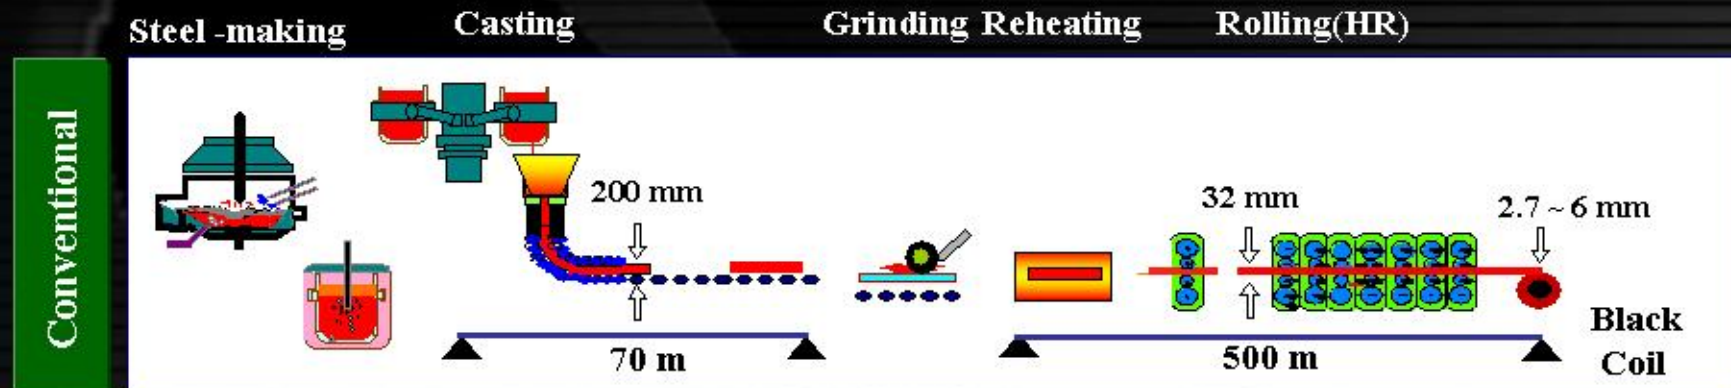 Steel -making
Casting
Grinding Reheating
Rolling(HR)
Conventional
200 mm
32 mm
2.7 ~ 6 mm
70 m
500 m
Black
Coil